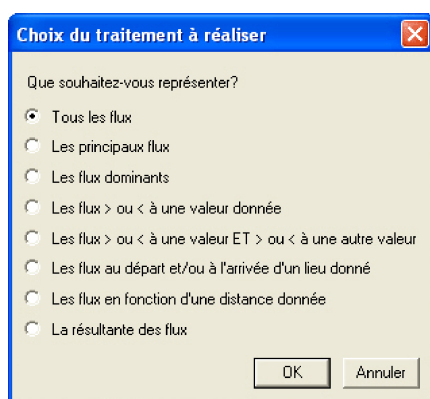 Choix du traitement à réaliser
Que souhaitez-vous représenter?
Tous les flux
Les principaux flux
Les flux dominants
Les flux > ou < à une valeur donnée
Les flux > ou < à une valeur ET > ou < à une autre valeur
Les flux au départ et/ou à l'arrivée d'un lieu donné
Les flux en fonction d'une distance donnée
La résultante des flux
OK Annuler